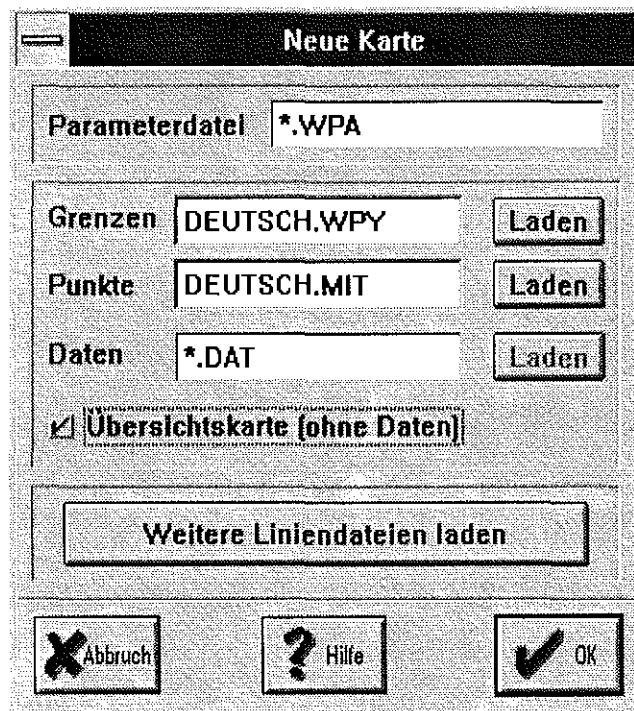 Neue Karte
Parameterdatei *.WPA
Grenzen DEUTSCH.WPY Laden
Punkte DEUTSCH.MIT Laden
Daten *.DAT Laden
Übersichtskarte (ohne Daten)
Weitere Liniendateien laden
Abbruch Hilfe OK